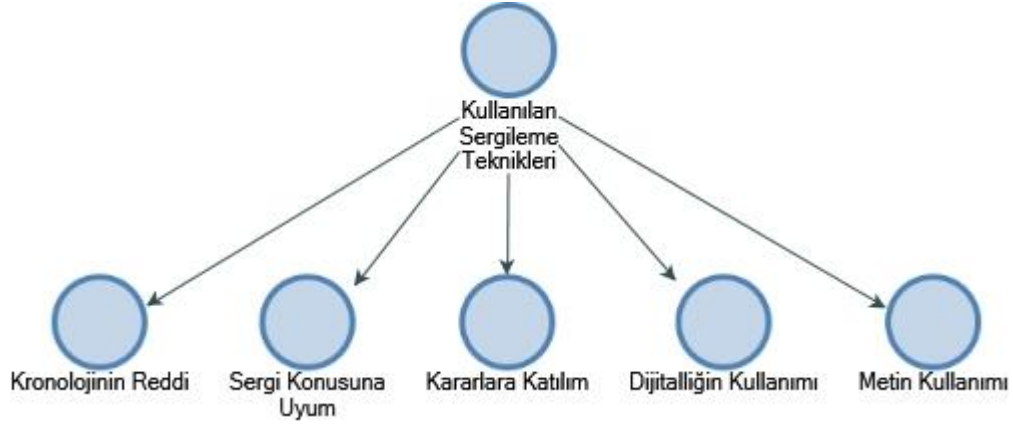 Kullanılan
Sergileme
Teknikleri
Kronolojinin Reddi
Sergi Konusuna
Uyum
Kararlara Katılım
Dijitalliğin Kullanımı
Metin Kullanımı